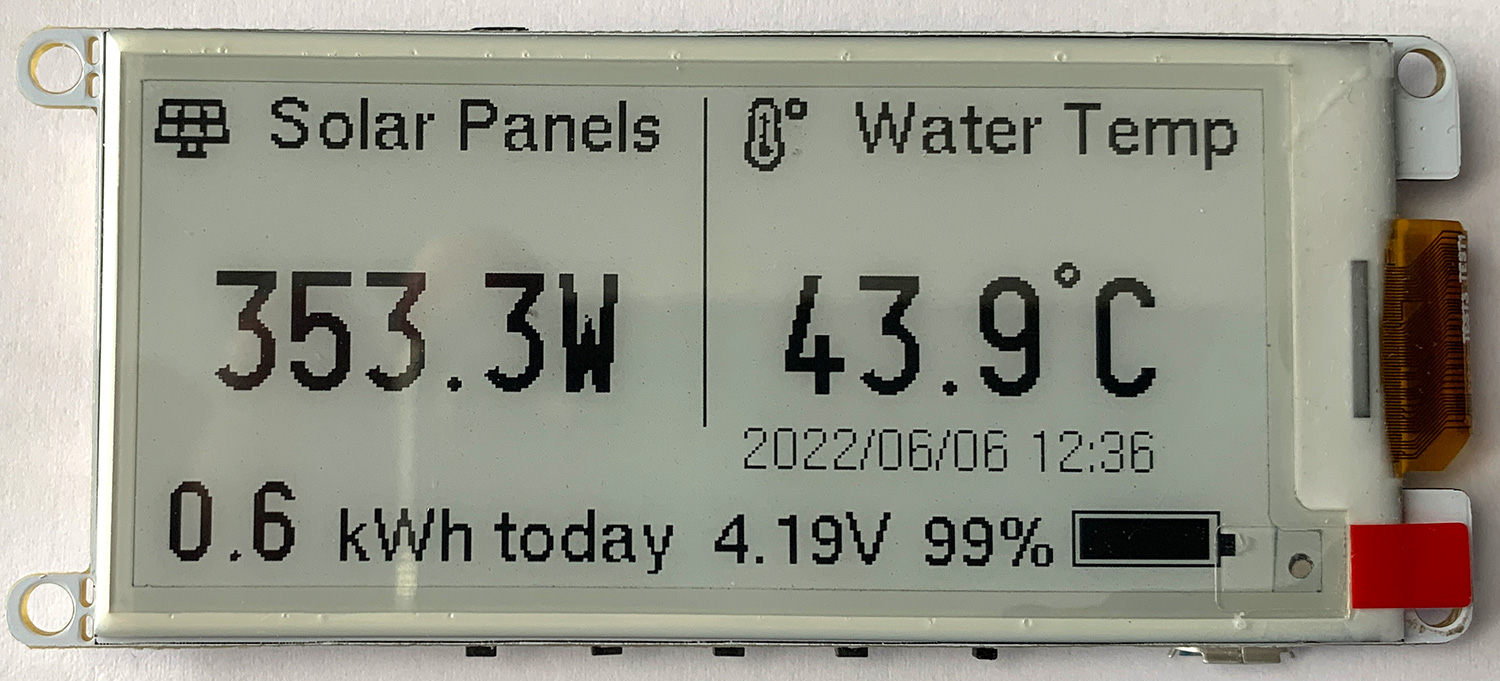 Solar Panels
353.3W
0.6 kWh today
Water Temp
43.9°C
2022/06/06 12:36
4.19V 99%